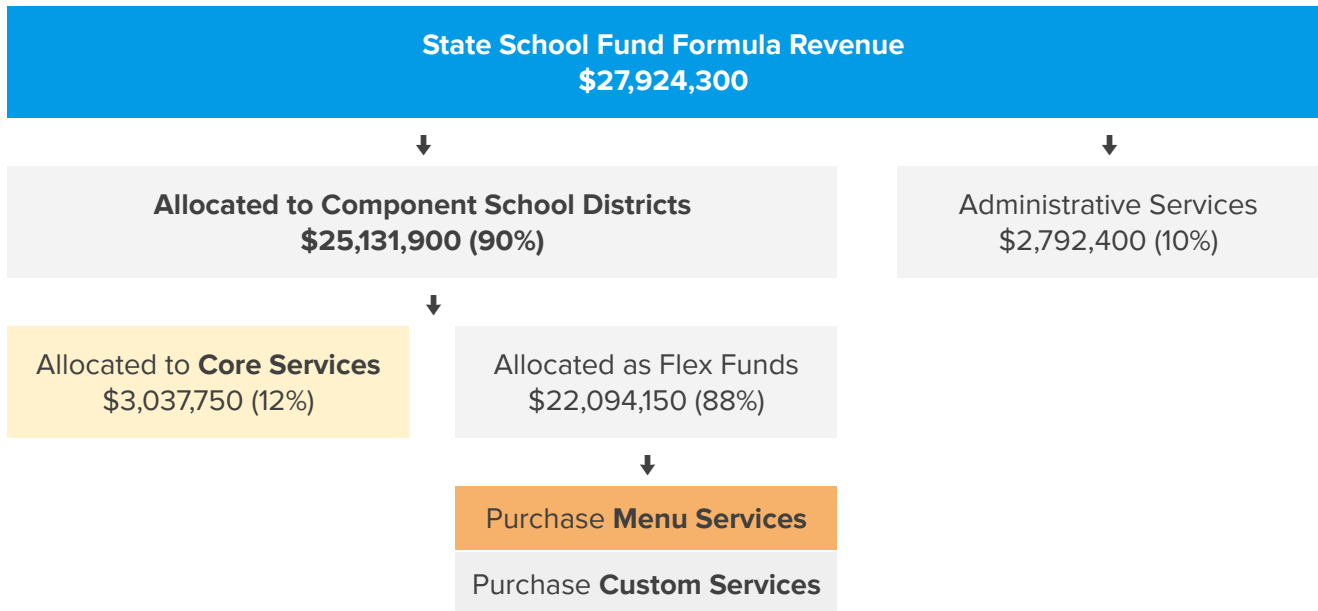 State School Fund Formula Revenue
$27,924,300
Allocated to Component School Districts
$25,131,900 (90%)
Administrative Services
$2,792,400 (10%)
Allocated to Core Services
$3,037,750 (12%)
Allocated as Flex Funds
$22,094,150 (88%)
Purchase Menu Services
Purchase Custom Services